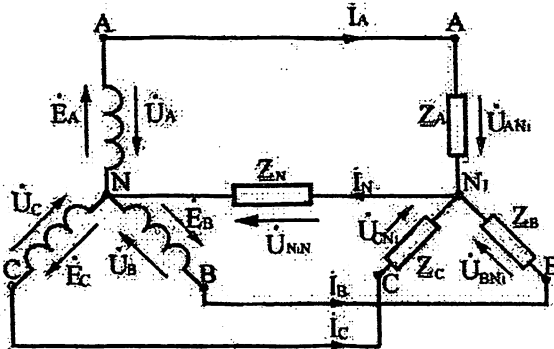 A İA A
ĖA U̇A ZA U̇AN1
N ZN İN N1
U̇C ĖB U̇N1N U̇CN1 ZB
C ĖC U̇B B ZC U̇BN1 B
C
İB
İC